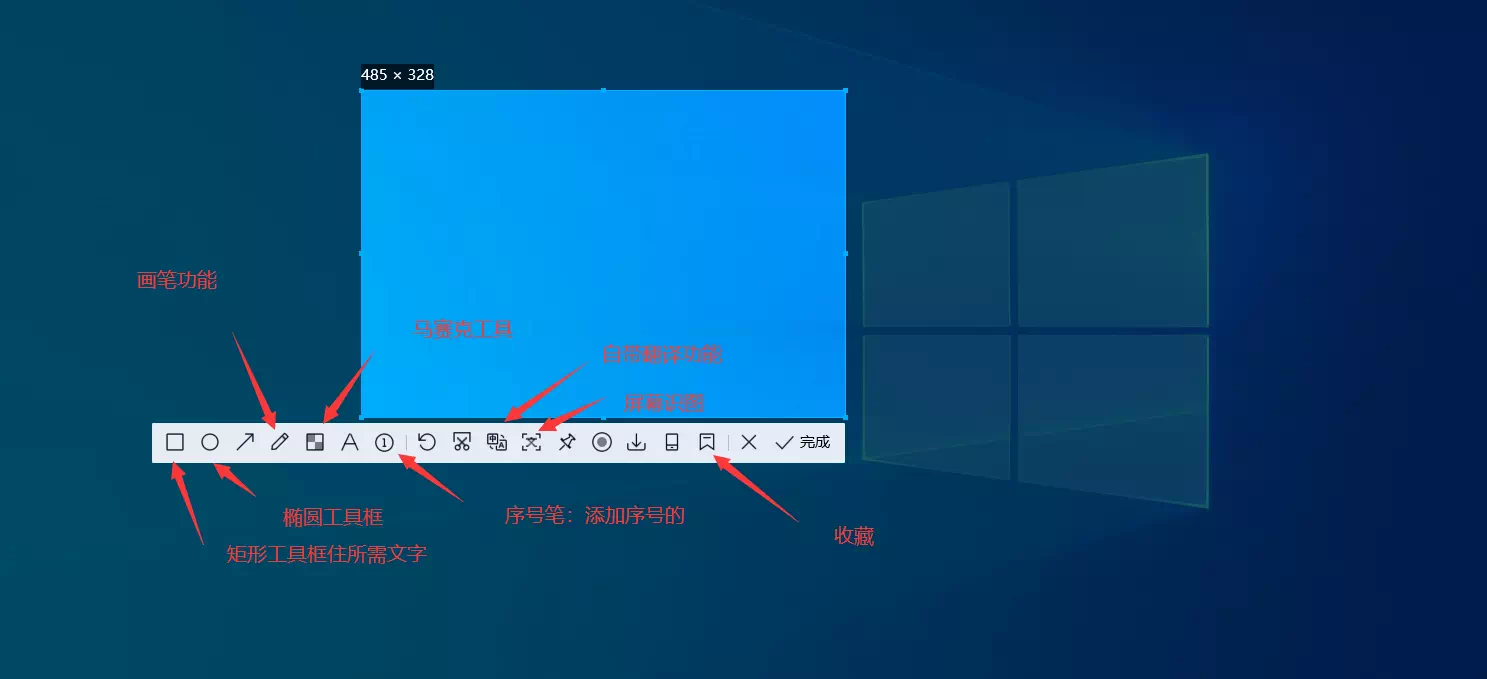 485 × 328
画笔功能
马赛克工具
自带翻译功能
屏幕识图
完成
椭圆工具框
序号笔：添加序号的
收藏
矩形工具框住所需文字